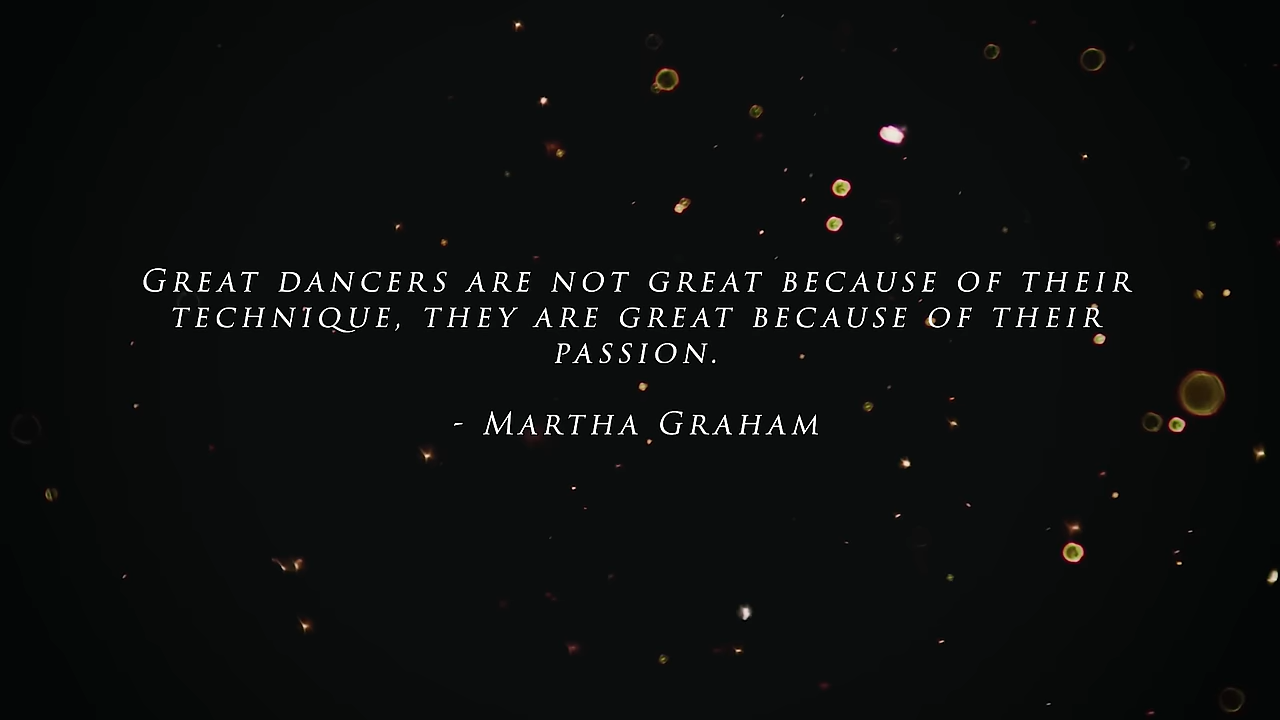 Great dancers are not great because of their
technique, they are great because of their
passion.
- Martha Graham